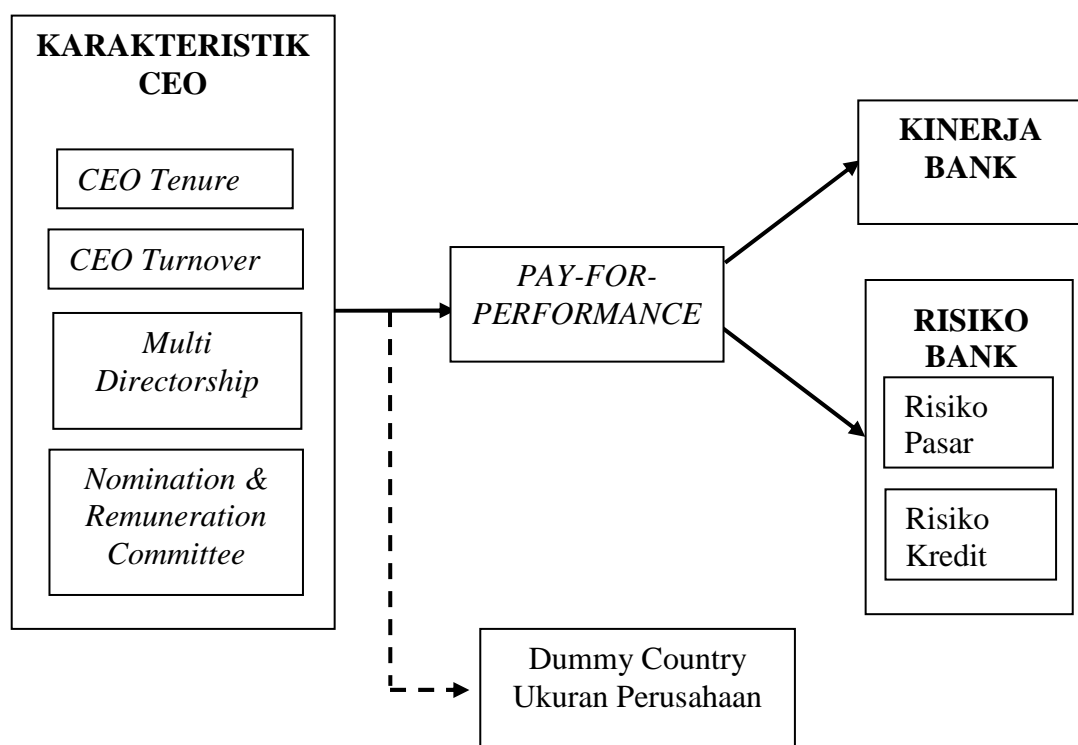 KARAKTERISTIK
CEO
CEO Tenure
CEO Turnover
Multi
Directorship
Nomination &
Remuneration
Committee
PAY-FOR-
PERFORMANCE
KINERJA
BANK
RISIKO
BANK
Risiko
Pasar
Risiko
Kredit
Dummy Country
Ukuran Perusahaan